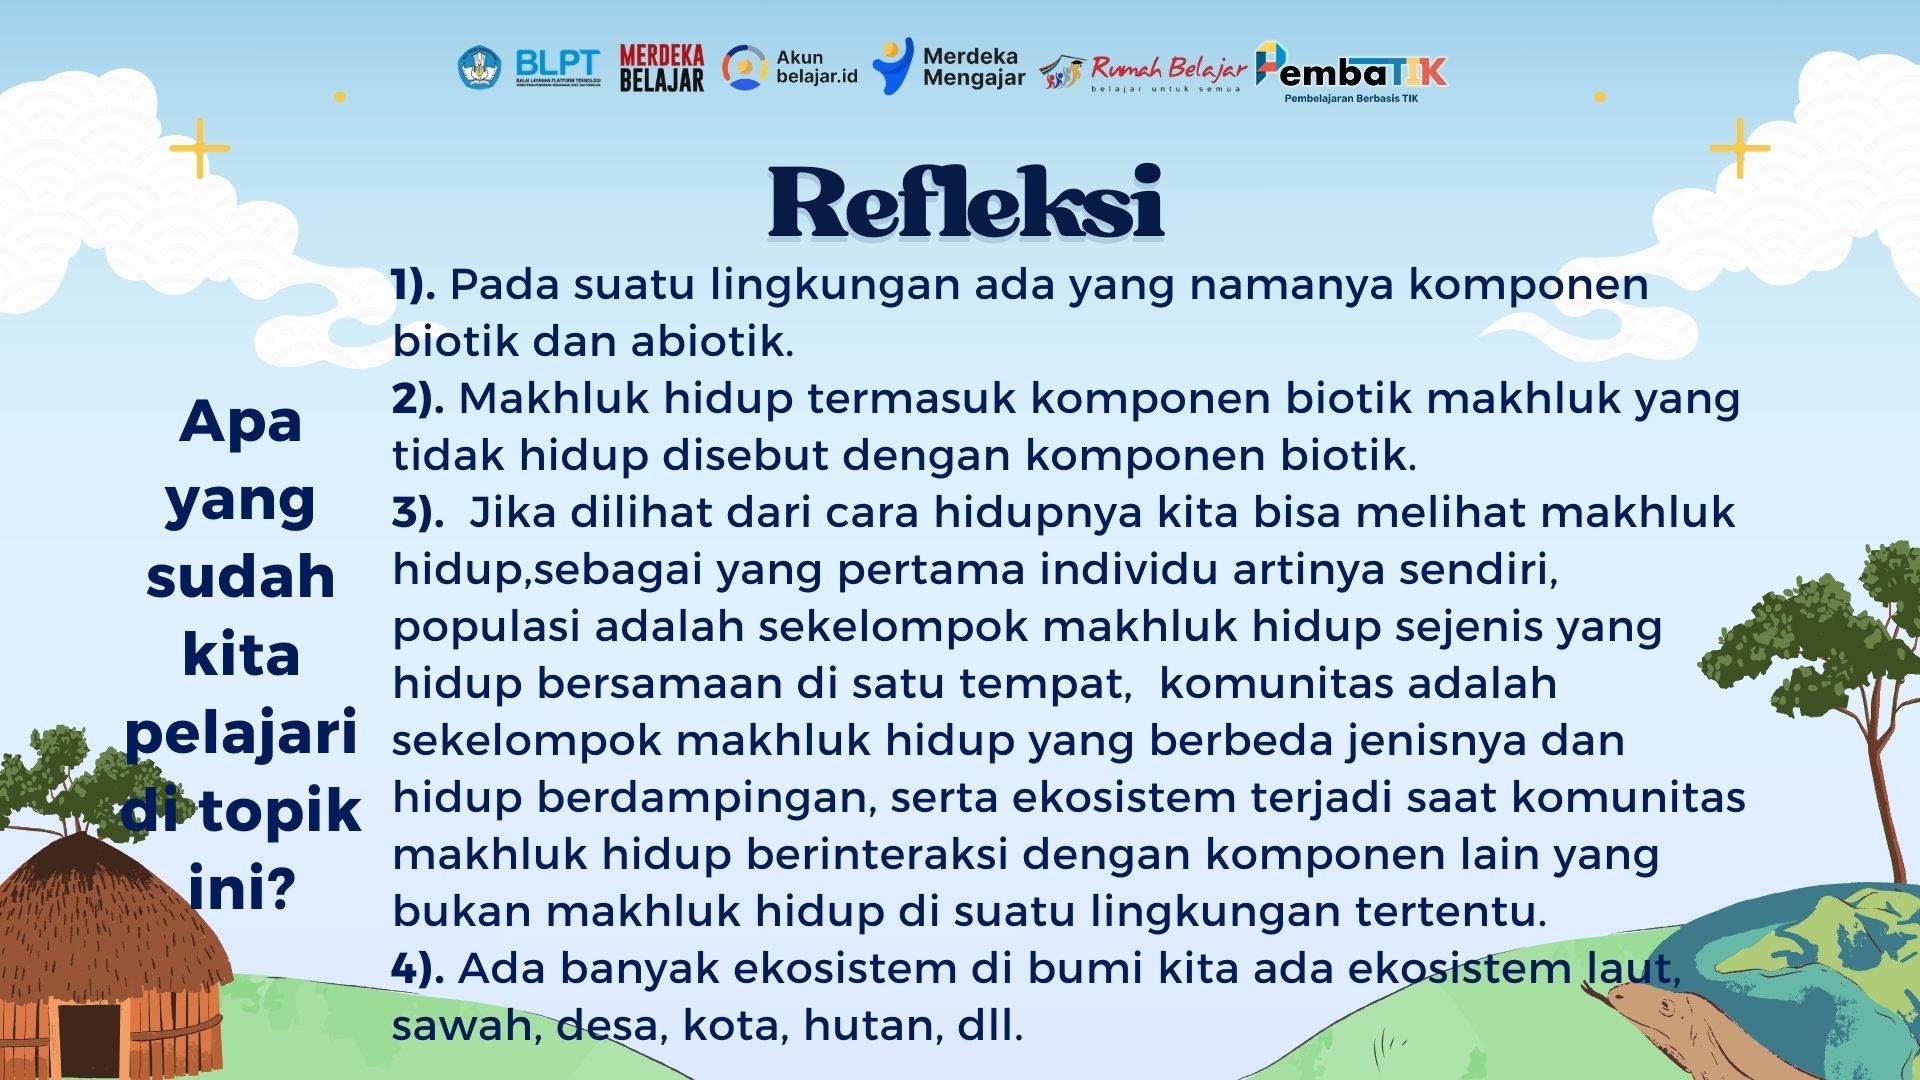 BLPT
MERDEKA
BELAJAR
Akun
belajar.id
Merdeka
Mengajar
Rumah Belajar
belajar untuk semua
PembaTIK
Pembelajaran Berbasis TIK
Refleksi
Apa
yang
sudah
kita
pelajari
di topik
ini?
1). Pada suatu lingkungan ada yang namanya komponen
biotik dan abiotik.
2). Makhluk hidup termasuk komponen biotik makhluk yang
tidak hidup disebut dengan komponen biotik.
3).  Jika dilihat dari cara hidupnya kita bisa melihat makhluk
hidup,sebagai yang pertama individu artinya sendiri,
populasi adalah sekelompok makhluk hidup sejenis yang
hidup bersamaan di satu tempat,  komunitas adalah
sekelompok makhluk hidup yang berbeda jenisnya dan
hidup berdampingan, serta ekosistem terjadi saat komunitas
makhluk hidup berinteraksi dengan komponen lain yang
bukan makhluk hidup di suatu lingkungan tertentu.
4). Ada banyak ekosistem di bumi kita ada ekosistem laut,
sawah, desa, kota, hutan, dll.